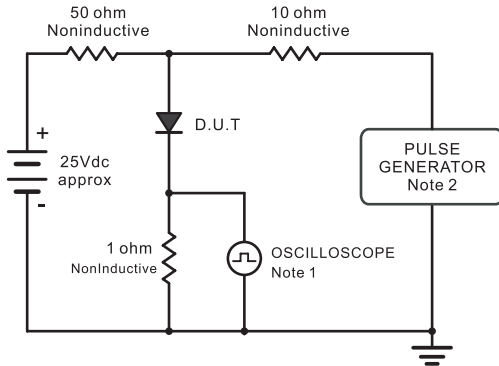 50 ohm
Noninductive
10 ohm
Noninductive
+
25Vdc
approx
-
D.U.T
PULSE
GENERATOR
Note 2
1 ohm
NonInductive
OSCILLOSCOPE
Note 1